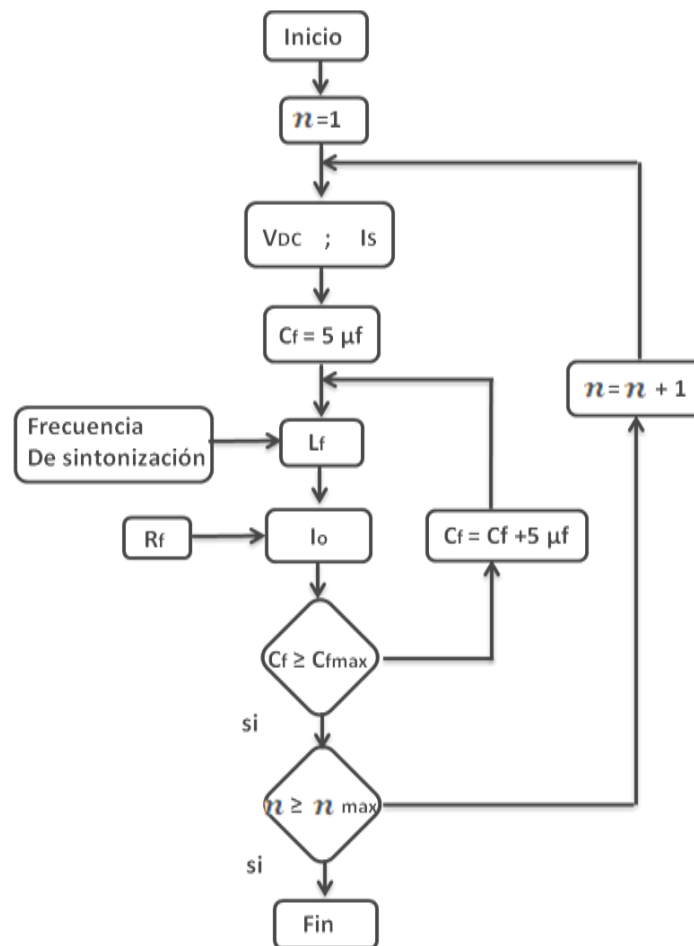 Inicio
n=1
VDC ; IS
Cf = 5 µf
n = n + 1
Frecuencia
De sintonización
Lf
Rf
Io
Cf = Cf +5 µf
Cf ≥ Cfmax
si
n ≥ n max
si
Fin